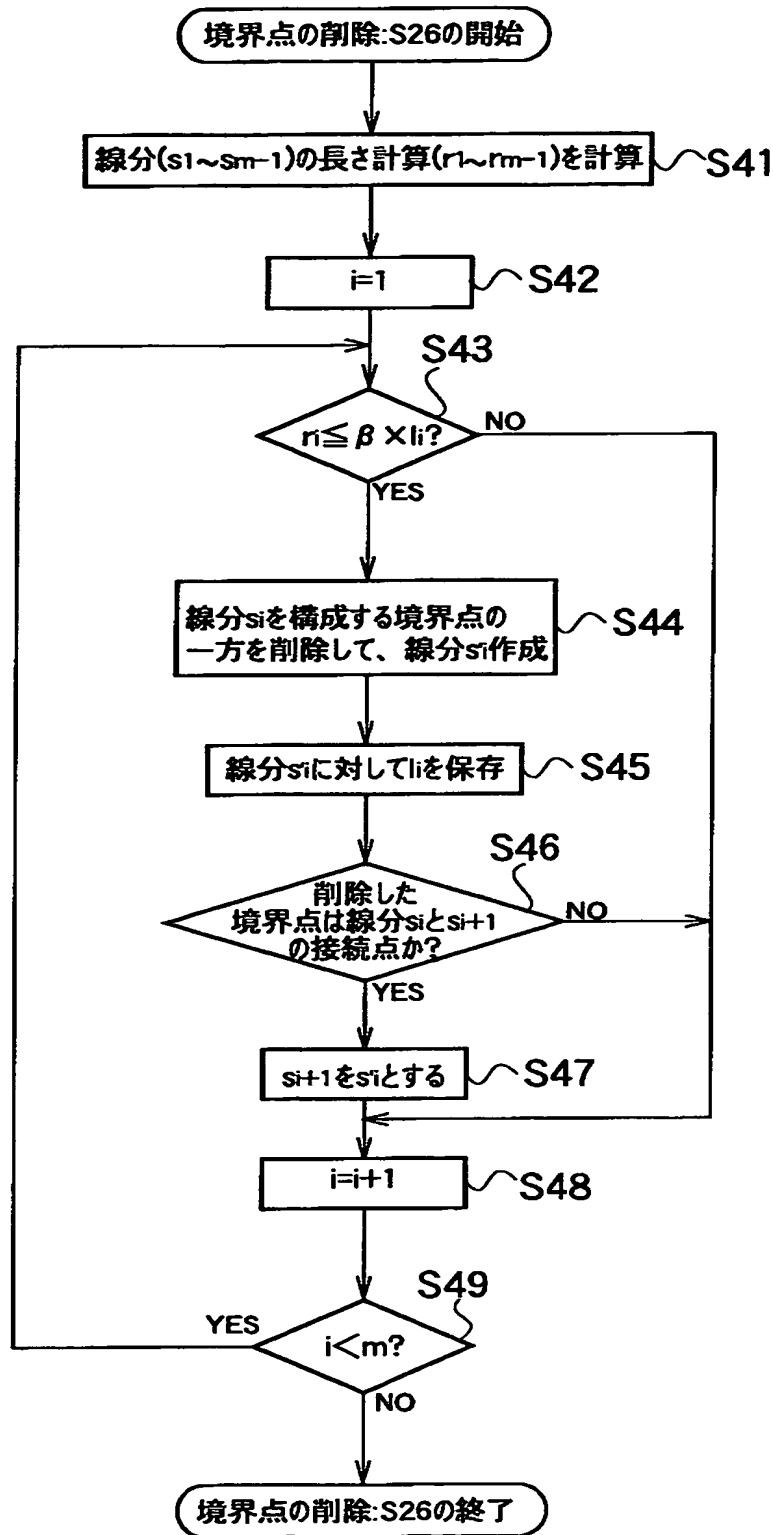 境界点の削除:S26の開始
線分(s1~sm-1)の長さ計算(r1~rm-1)を計算
S41
i=1
S42
S43
ri≦β×li?
NO
YES
線分siを構成する境界点の
一方を削除して、線分s'i作成
S44
線分s'iに対してliを保存
S45
S46
削除した
境界点は線分siとsi+1
の接続点か?
NO
YES
si+1をs'iとする
S47
i=i+1
S48
S49
YES
i<m?
NO
境界点の削除:S26の終了